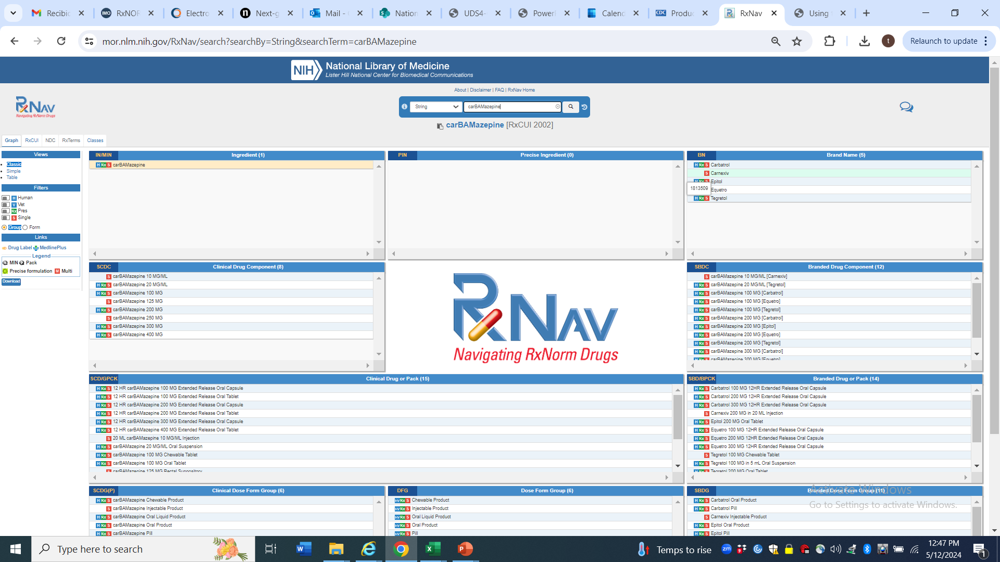 Recibic
RxNOR
Electro
Next-g
Mail -
Nation
UDS4-
Power
Calend
Produc
RxNav
Using
mor.nlm.nih.gov/RxNav/search?searchBy=String&searchTerm=carBAMazepine
t
Relaunch to update
NIH National Library of Medicine
Lister Hill National Center for Biomedical Communications
About | Disclaimer | FAQ | RxNav Home
RxNav
Navigating RxNorm Drugs
String carBAMazepine
carBAMazepine [RxCUI 2002]
Graph RxCUI NDC RxTerms Classes
Views
Classic
Simple
Table
Filters
H Human
V Vet
Rx Pres
S Single
Group Form
Links
Drug Label MedlinePlus
Legend
M MIN P Pack
Precise formulation M Multi
Download
IN/MIN Ingredient (1)
H Rx S carBAMazepine
PIN Precise Ingredient (0)
BN Brand Name (5)
H Rx S Carbatrol
S Carnexiv
H Rx S Epitol
1813509
Equetro
H Rx S Tegretol
SCDC Clinical Drug Component (8)
S carBAMazepine 10 MG/ML
H Rx S carBAMazepine 20 MG/ML
H Rx S carBAMazepine 100 MG
S carBAMazepine 125 MG
H Rx S carBAMazepine 200 MG
S carBAMazepine 250 MG
H Rx S carBAMazepine 300 MG
H Rx S carBAMazepine 400 MG
RxNav
Navigating RxNorm Drugs
SBDC Branded Drug Component (12)
S carBAMazepine 10 MG/ML [Carnexiv]
H Rx S carBAMazepine 20 MG/ML [Tegretol]
H Rx S carBAMazepine 100 MG [Carbatrol]
H Rx S carBAMazepine 100 MG [Equetro]
H Rx S carBAMazepine 100 MG [Tegretol]
H Rx S carBAMazepine 200 MG [Carbatrol]
H Rx S carBAMazepine 200 MG [Epitol]
H Rx S carBAMazepine 200 MG [Equetro]
H Rx S carBAMazepine 200 MG [Tegretol]
H Rx S carBAMazepine 300 MG [Carbatrol]
H Rx S carBAMazepine 300 MG [Equetro]
SCD/GPCK Clinical Drug or Pack (15)
H Rx S 12 HR carBAMazepine 100 MG Extended Release Oral Capsule
H Rx S 12 HR carBAMazepine 100 MG Extended Release Oral Tablet
H Rx S 12 HR carBAMazepine 200 MG Extended Release Oral Capsule
H Rx S 12 HR carBAMazepine 200 MG Extended Release Oral Tablet
H Rx S 12 HR carBAMazepine 300 MG Extended Release Oral Capsule
H Rx S 12 HR carBAMazepine 400 MG Extended Release Oral Tablet
S 20 ML carBAMazepine 10 MG/ML Injection
H Rx S carBAMazepine 20 MG/ML Oral Suspension
H Rx S carBAMazepine 100 MG Chewable Tablet
H Rx S carBAMazepine 100 MG Oral Tablet
S carBAMazepine 125 MG Rectal Suppository
SBD/BPCK Branded Drug or Pack (14)
H Rx S Carbatrol 100 MG 12HR Extended Release Oral Capsule
H Rx S Carbatrol 200 MG 12HR Extended Release Oral Capsule
H Rx S Carbatrol 300 MG 12HR Extended Release Oral Capsule
S Carnexiv 200 MG in 20 ML Injection
H Rx S Epitol 200 MG Oral Tablet
H Rx S Equetro 100 MG 12HR Extended Release Oral Capsule
H Rx S Equetro 200 MG 12HR Extended Release Oral Capsule
H Rx S Equetro 300 MG 12HR Extended Release Oral Capsule
S Tegretol 100 MG Chewable Tablet
H Rx S Tegretol 100 MG in 5 mL Oral Suspension
H Rx S Tegretol 200 MG Oral Tablet
SCDG(P) Clinical Dose Form Group (6)
H Rx S carBAMazepine Chewable Product
S carBAMazepine Injectable Product
H Rx S carBAMazepine Oral Liquid Product
H Rx S carBAMazepine Oral Product
H Rx S carBAMazepine Pill
DFG Dose Form Group (6)
HV Rx S Chewable Product
HV Rx S Injectable Product
HV Rx S Oral Liquid Product
HV Rx S Oral Product
HV Rx S Pill
SBDG Branded Dose Form Group (11)
H Rx S Carbatrol Oral Product
H Rx S Carbatrol Pill
S Carnexiv Injectable Product
H Rx S Epitol Oral Product
H Rx S Epitol Pill
Activate Windows
Go to Settings to activate Windows.
Type here to search
Temps to rise
12:47 PM
5/12/2024
1